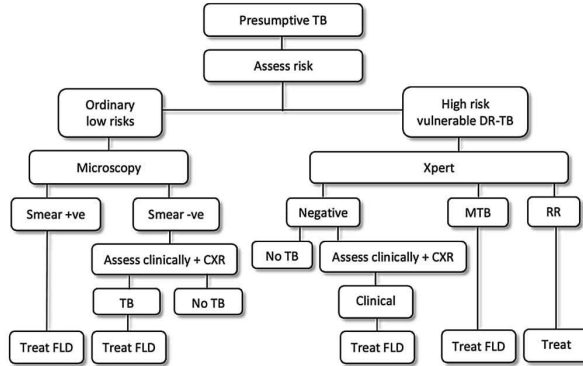 Presumptive TB
Assess risk
Ordinary
low risks
High risk
vulnerable DR-TB
Microscopy
Xpert
Smear +ve
Smear -ve
Negative
MTB
RR
Assess clinically + CXR
No TB
Assess clinically + CXR
TB
No TB
Clinical
Treat FLD
Treat FLD
Treat FLD
Treat FLD
Treat